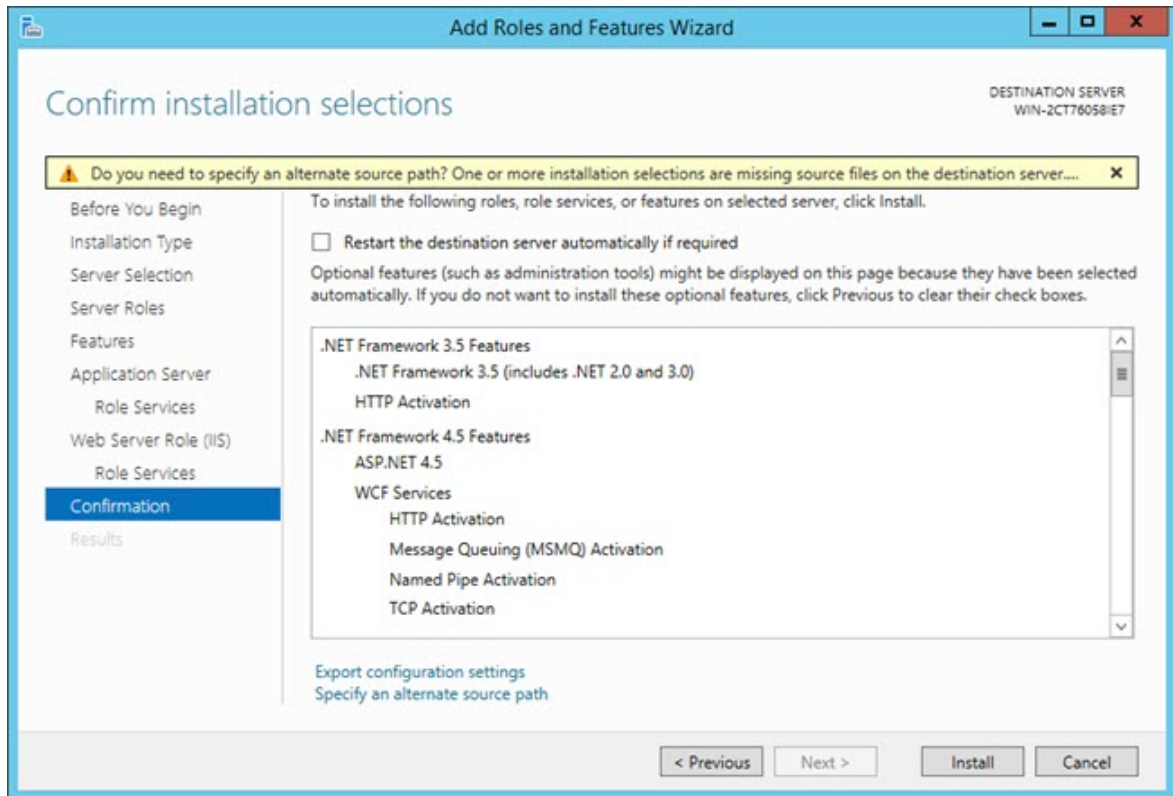 Add Roles and Features Wizard
Confirm installation selections
DESTINATION SERVER
WIN-2CT76058IE7
Do you need to specify an alternate source path? One or more installation selections are missing source files on the destination server....
Before You Begin
Installation Type
Server Selection
Server Roles
Features
Application Server
Role Services
Web Server Role (IIS)
Role Services
Confirmation
Results
To install the following roles, role services, or features on selected server, click Install.
Restart the destination server automatically if required
Optional features (such as administration tools) might be displayed on this page because they have been selected
automatically. If you do not want to install these optional features, click Previous to clear their check boxes.
.NET Framework 3.5 Features
.NET Framework 3.5 (includes .NET 2.0 and 3.0)
HTTP Activation
.NET Framework 4.5 Features
ASP.NET 4.5
WCF Services
HTTP Activation
Message Queuing (MSMQ) Activation
Named Pipe Activation
TCP Activation
Export configuration settings
Specify an alternate source path
< Previous
Next >
Install
Cancel